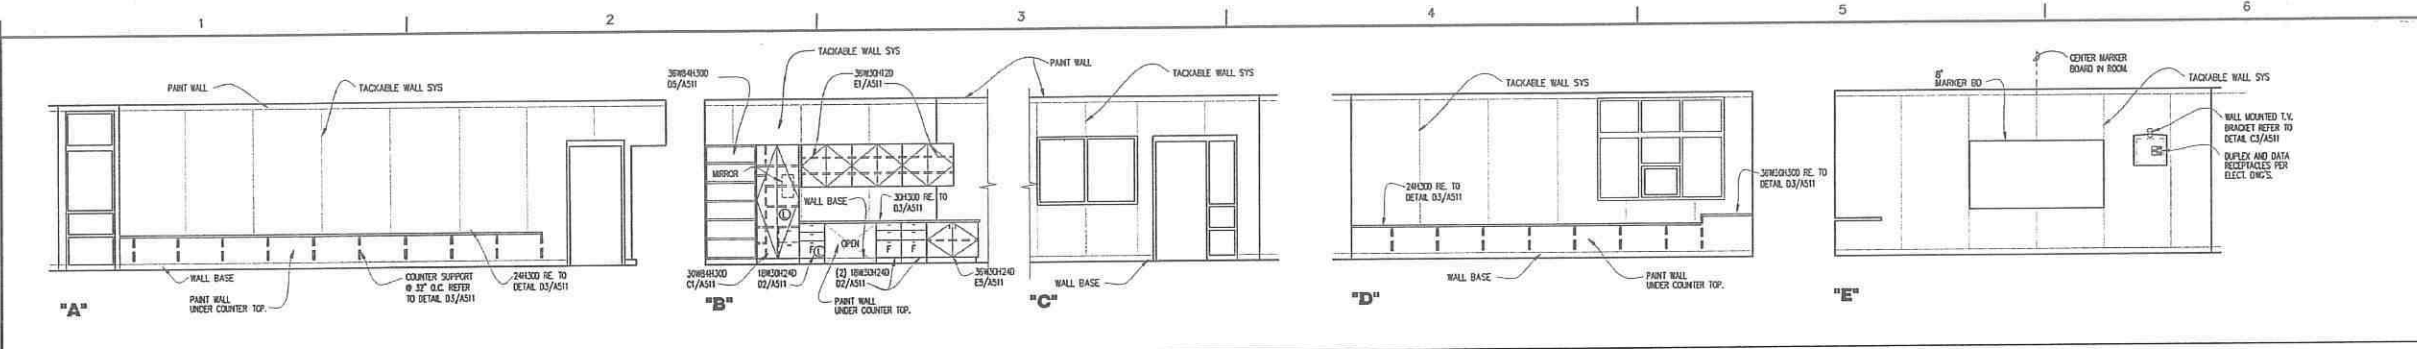 1
2
3
4
5
6
PAINT WALL
TACKABLE WALL SYS
WALL BASE
PAINT WALL
UNDER COUNTER TOP.
COUNTER SUPPORT
@ 32" O.C. REFER
TO DETAIL D3/A511
24H30D RE. TO
DETAIL D3/A511
"A"
36W84H30D
D5/A511
TACKABLE WALL SYS
36W30H12D
E1/A511
PAINT WALL
MIRROR
WALL BASE
30H30D RE. TO
D3/A511
L
OPEN
F
L
F
F
30W84H30D
C1/A511
18W30H24D
D2/A511
(2) 18W30H24D
D2/A511
36W30H24D
E5/A511
PAINT WALL
UNDER COUNTER TOP.
"B"
TACKABLE WALL SYS
WALL BASE
"C"
TACKABLE WALL SYS
24H30D RE. TO
DETAIL D3/A511
36W30H30D RE. TO
DETAIL D3/A511
WALL BASE
PAINT WALL
UNDER COUNTER TOP.
"D"
8'
MARKER BD
CENTER MARKER
BOARD IN ROOM.
TACKABLE WALL SYS
WALL MOUNTED T.V.
BRACKET REFER TO
DETAIL C3/A511
DUPLEX AND DATA
RECEPTACLES PER
ELECT. DWG'S.
"E"